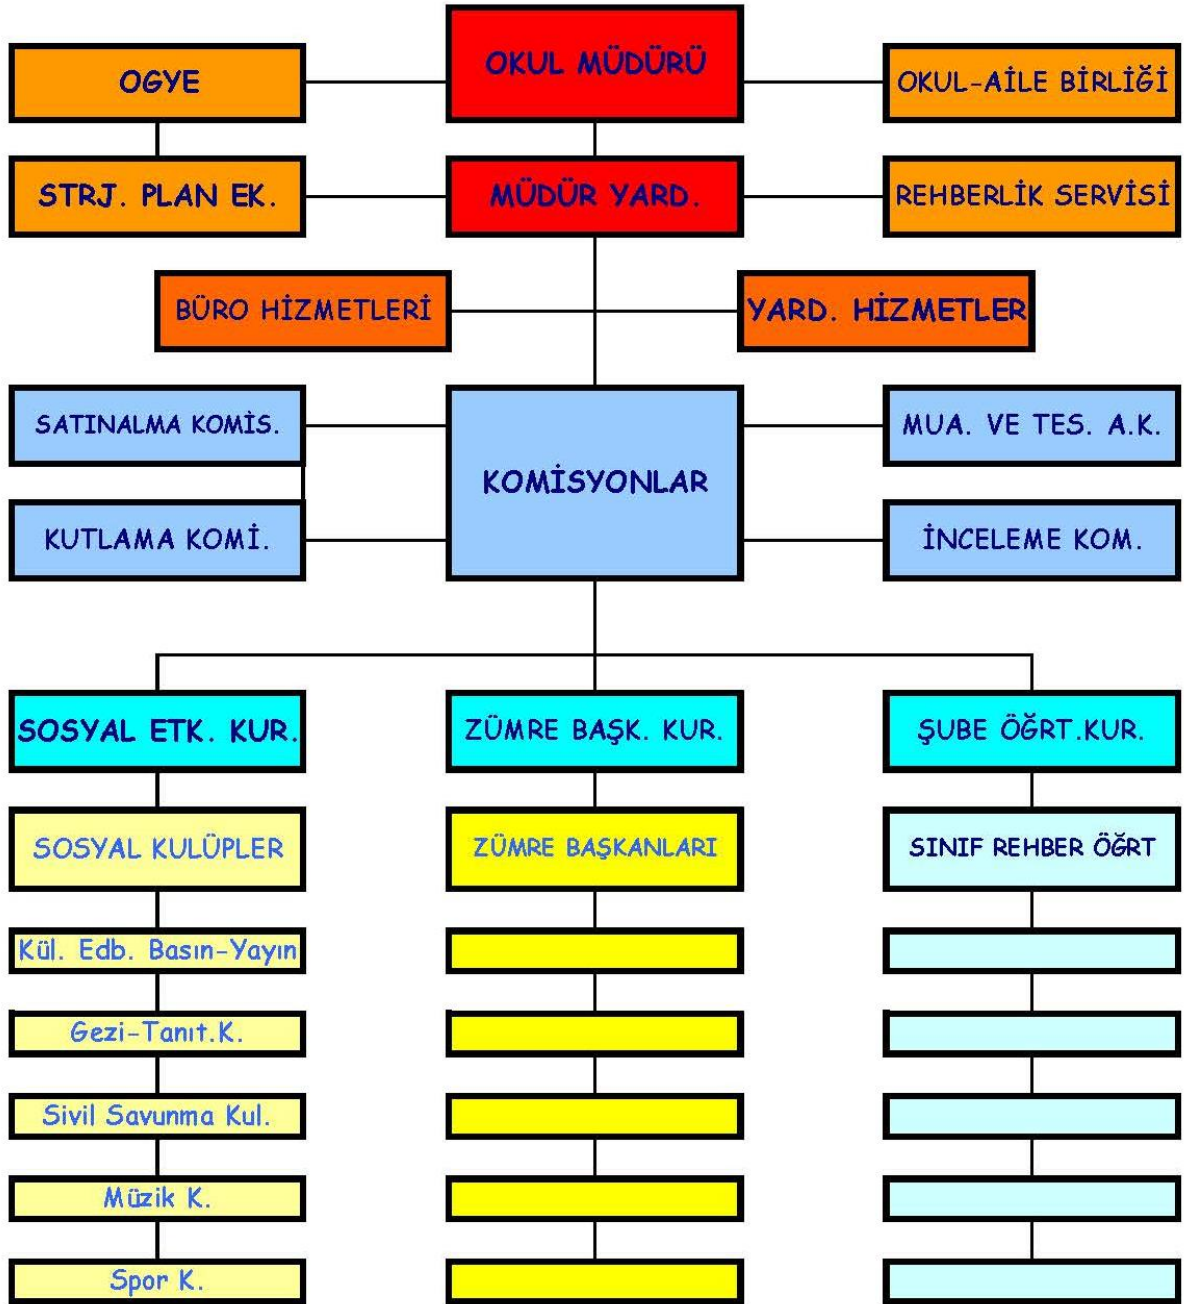 OKUL MÜDÜRÜ
OGYE
OKUL-AİLE BİRLİĞİ
STRJ. PLAN EK.
MÜDÜR YARD.
REHBERLİK SERVİSİ
BÜRO HİZMETLERİ
YARD. HİZMETLER
SATINALMA KOMİS.
MUA. VE TES. A.K.
KOMİSYONLAR
KUTLAMA KOMİ.
İNCELEME KOM.
SOSYAL ETK. KUR.
ZÜMRE BAŞK. KUR.
ŞUBE ÖĞRT.KUR.
SOSYAL KULÜPLER
ZÜMRE BAŞKANLARI
SINIF REHBER ÖĞRT
Kül. Edb. Basın-Yayın
Gezi-Tanıt.K.
Sivil Savunma Kul.
Müzik K.
Spor K.